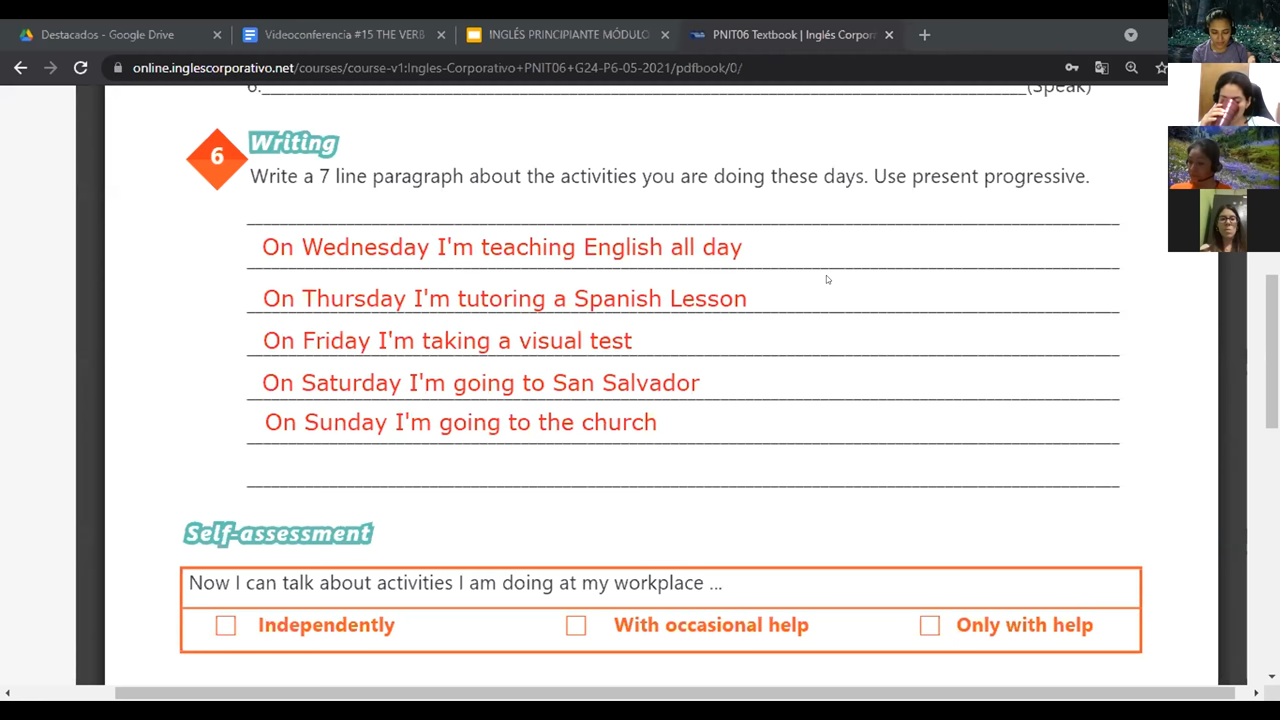 Destacados - Google Drive
Videoconferencia #15 THE VERB
INGLÉS PRINCIPIANTE MÓDULO
PNIT06 Textbook | Inglés Corpor
online.inglescorporativo.net/courses/course-v1:Ingles-Corporativo+PNIT06+G24-P6-05-2021/pdfbook/0/
6.(Speak)
6 Writing
Write a 7 line paragraph about the activities you are doing these days. Use present progressive.
On Wednesday I'm teaching English all day
On Thursday I'm tutoring a Spanish Lesson
On Friday I'm taking a visual test
On Saturday I'm going to San Salvador
On Sunday I'm going to the church
Self-assessment
Now I can talk about activities I am doing at my workplace ...
Independently With occasional help Only with help